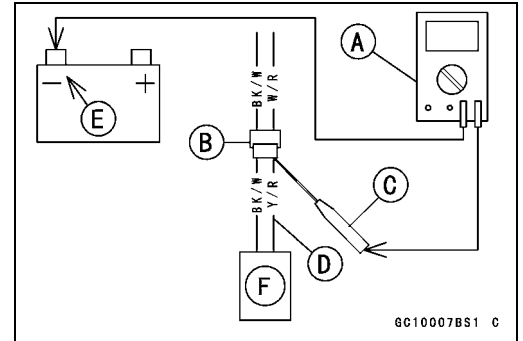 A
BK/W
W/R
− +
E
B
C
BK/W
Y/R
D
F
GC10007BS1 C